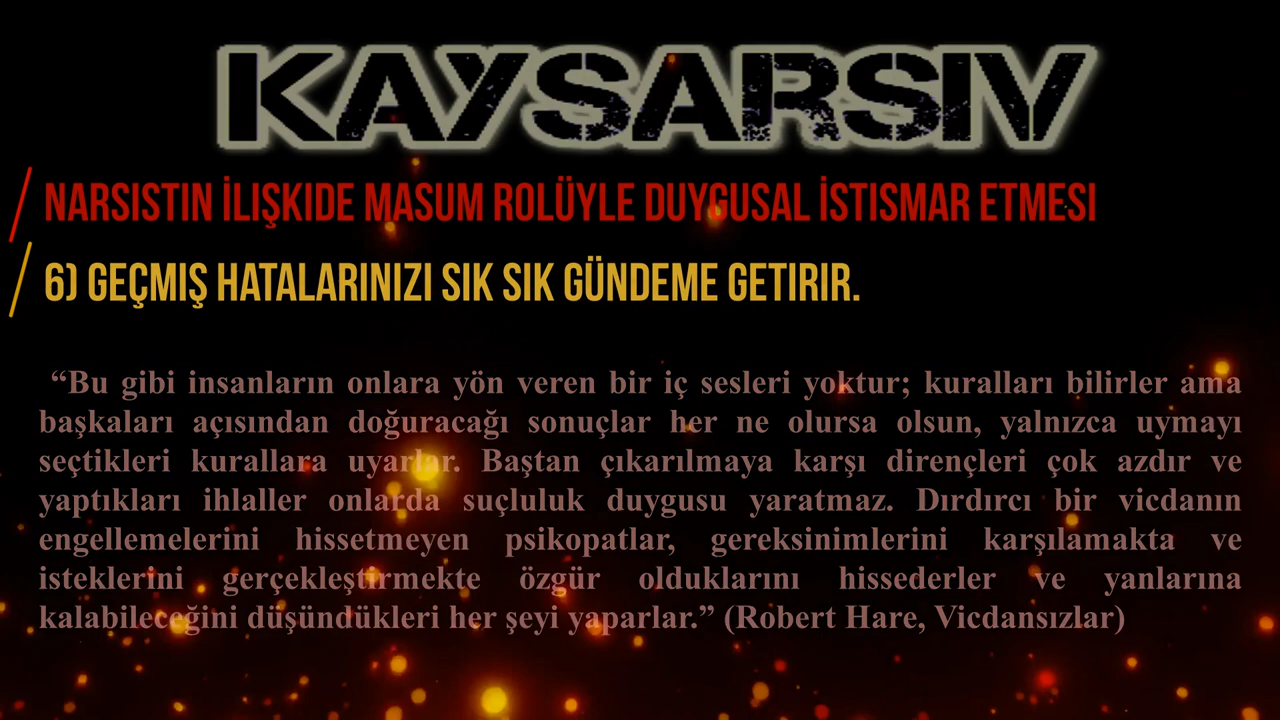 KAYSARSIV
NARSISTIN İLIŞKIDE MASUM ROLÜYLE DUYGUSAL İSTISMAR ETMESI
6) GEÇMIŞ HATALARINIZI SIK SIK GÜNDEME GETIRIR.
“Bu gibi insanların onlara yön veren bir iç sesleri yoktur; kuralları bilirler ama
başkaları açısından doğuracağı sonuçlar her ne olursa olsun, yalnızca uymayı
seçtikleri kurallara uyarlar. Baştan çıkarılmaya karşı dirençleri çok azdır ve
yaptıkları ihlaller onlarda suçluluk duygusu yaratmaz. Dırdırcı bir vicdanın
engellemelerini hissetmeyen psikopatlar, gereksinimlerini karşılamakta ve
isteklerini gerçekleştirmekte özgür olduklarını hissederler ve yanlarına
kalabileceğini düşündükleri her şeyi yaparlar.” (Robert Hare, Vicdansızlar)